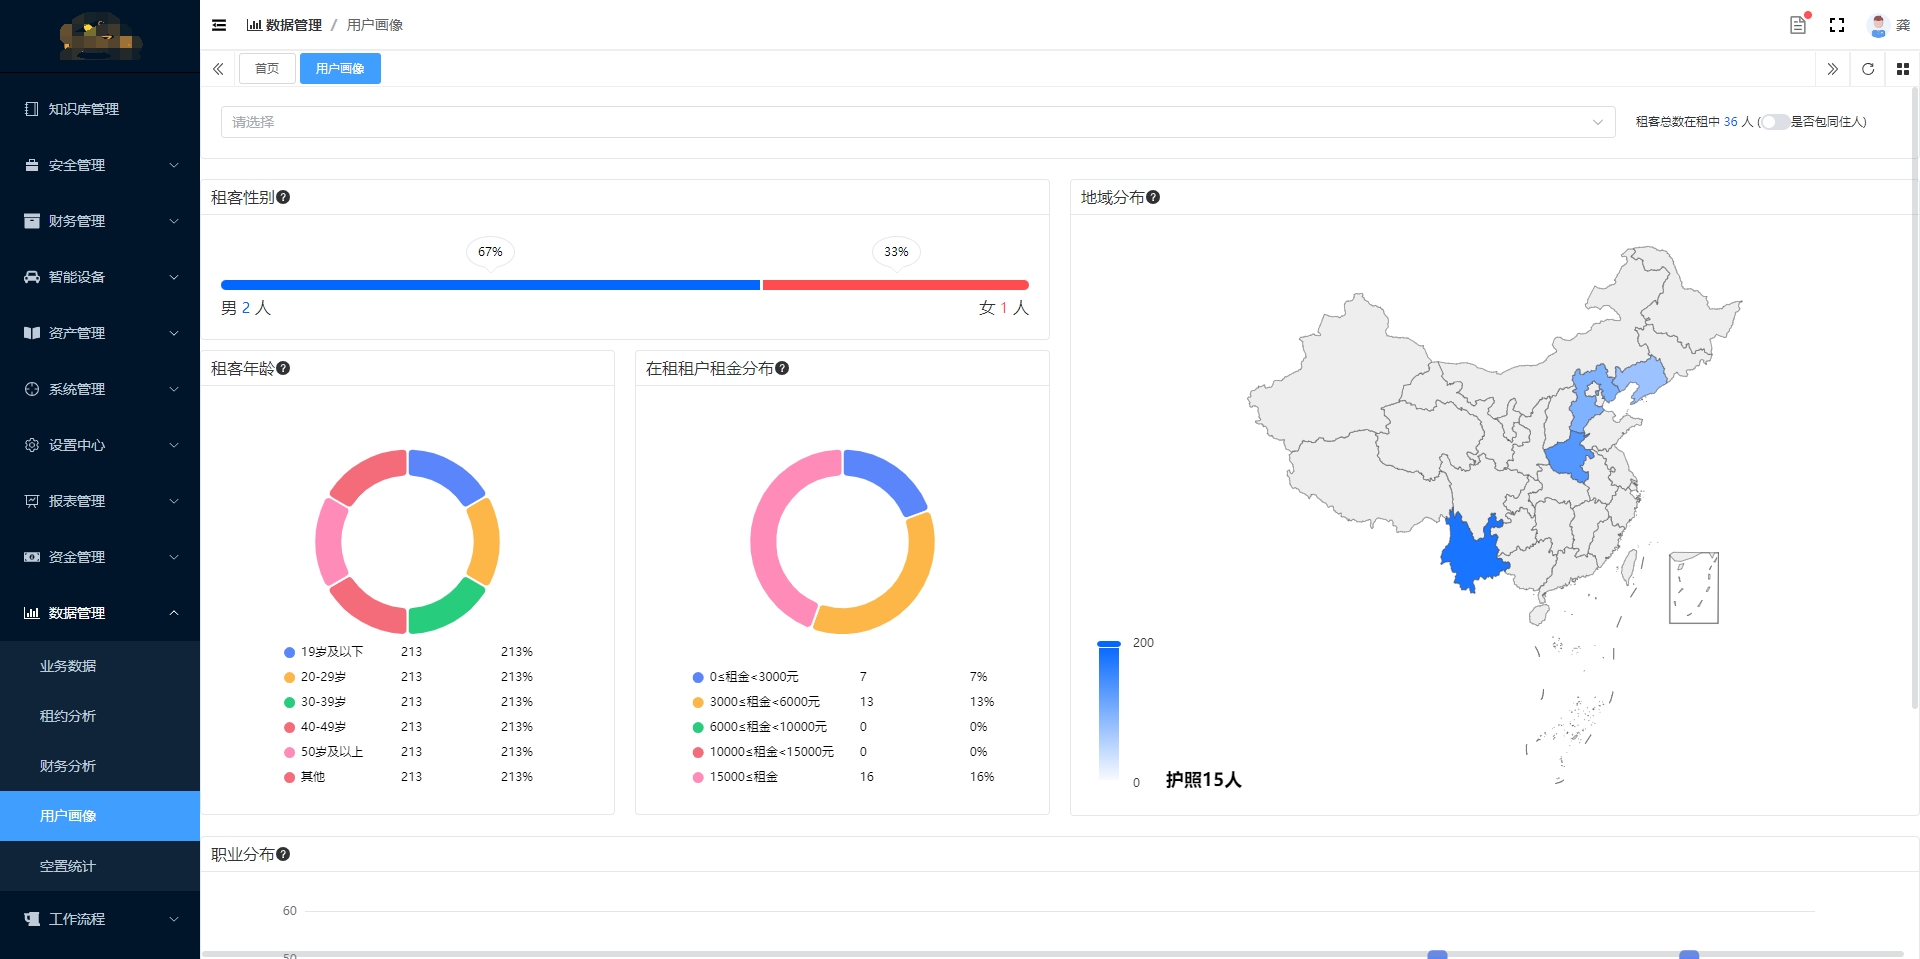 数据管理 / 用户画像
龚
首页
用户画像
知识库管理
安全管理
财务管理
智能设备
资产管理
系统管理
设置中心
报表管理
资金管理
数据管理
业务数据
租约分析
财务分析
用户画像
空置统计
工作流程
请选择
租客总数在租中 36 人 (是否包同住人)
租客性别
67%
33%
男 2 人
女 1 人
租客年龄
19岁及以下 213 213%
20-29岁 213 213%
30-39岁 213 213%
40-49岁 213 213%
50岁及以上 213 213%
其他 213 213%
在租租户租金分布
0≤租金<3000元 7 7%
3000≤租金<6000元 13 13%
6000≤租金<10000元 0 0%
10000≤租金<15000元 0 0%
15000≤租金 16 16%
地域分布
200
0
护照15人
职业分布
60
50